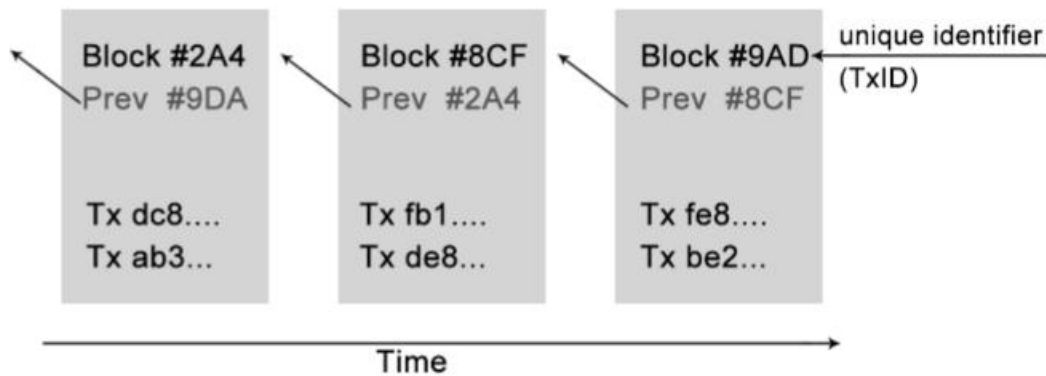 Block #2A4
Prev #9DA
Tx dc8....
Tx ab3...
Block #8CF
Prev #2A4
Tx fb1....
Tx de8...
Block #9AD
Prev #8CF
Tx fe8....
Tx be2...
unique identifier
(TxID)
Time